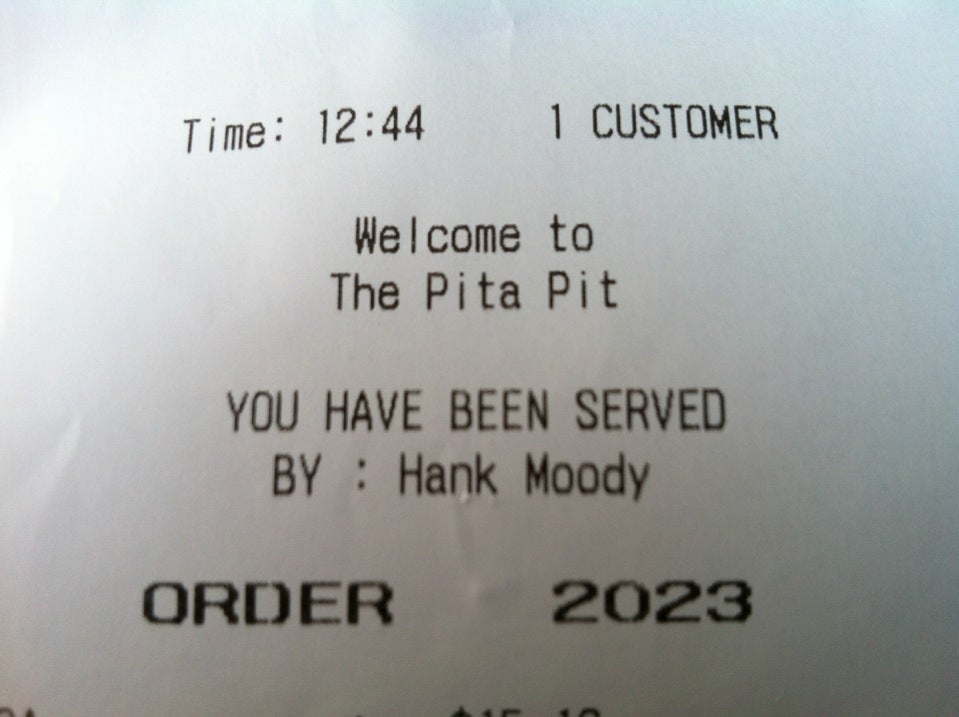 Time: 12:44 1 CUSTOMER
Welcome to
The Pita Pit
YOU HAVE BEEN SERVED
BY : Hank Moody
ORDER 2023